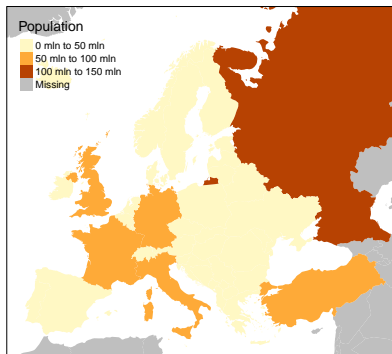 Population
0 mln to 50 mln
50 mln to 100 mln
100 mln to 150 mln
Missing